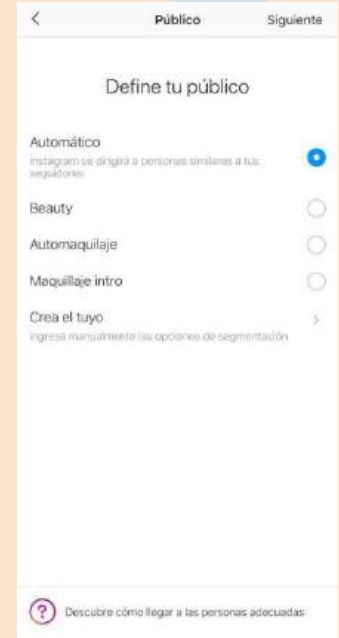 Público
Siguiente
Define tu público
Automático
Instagram se dirigirá a personas similares a tus
seguidores
Beauty
Automaquilaje
Maquillaje intro
Crea el tuyo
Ingresa manualmente las opciones de segmentación
Descubre cómo llegar a las personas adecuadas